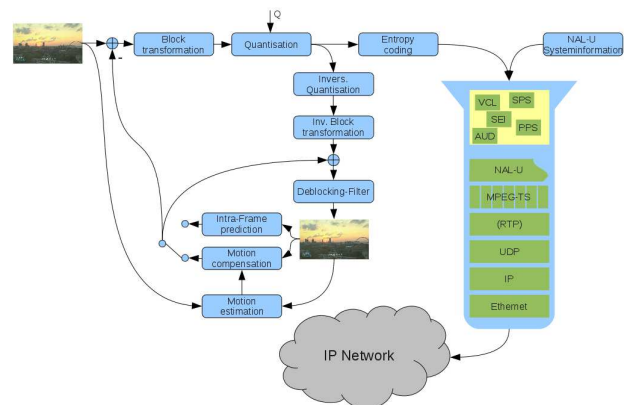 Q
Block
transformation
Quantisation
Entropy
coding
NAL-U
Systeminformation
-
Invers.
Quantisation
Inv. Block
transformation
Deblocking-Filter
Intra-Frame
prediction
Motion
compensation
Motion
estimation
VCL
SPS
SEI
PPS
AUD
NAL-U
MPEG-TS
(RTP)
UDP
IP
Ethernet
IP Network